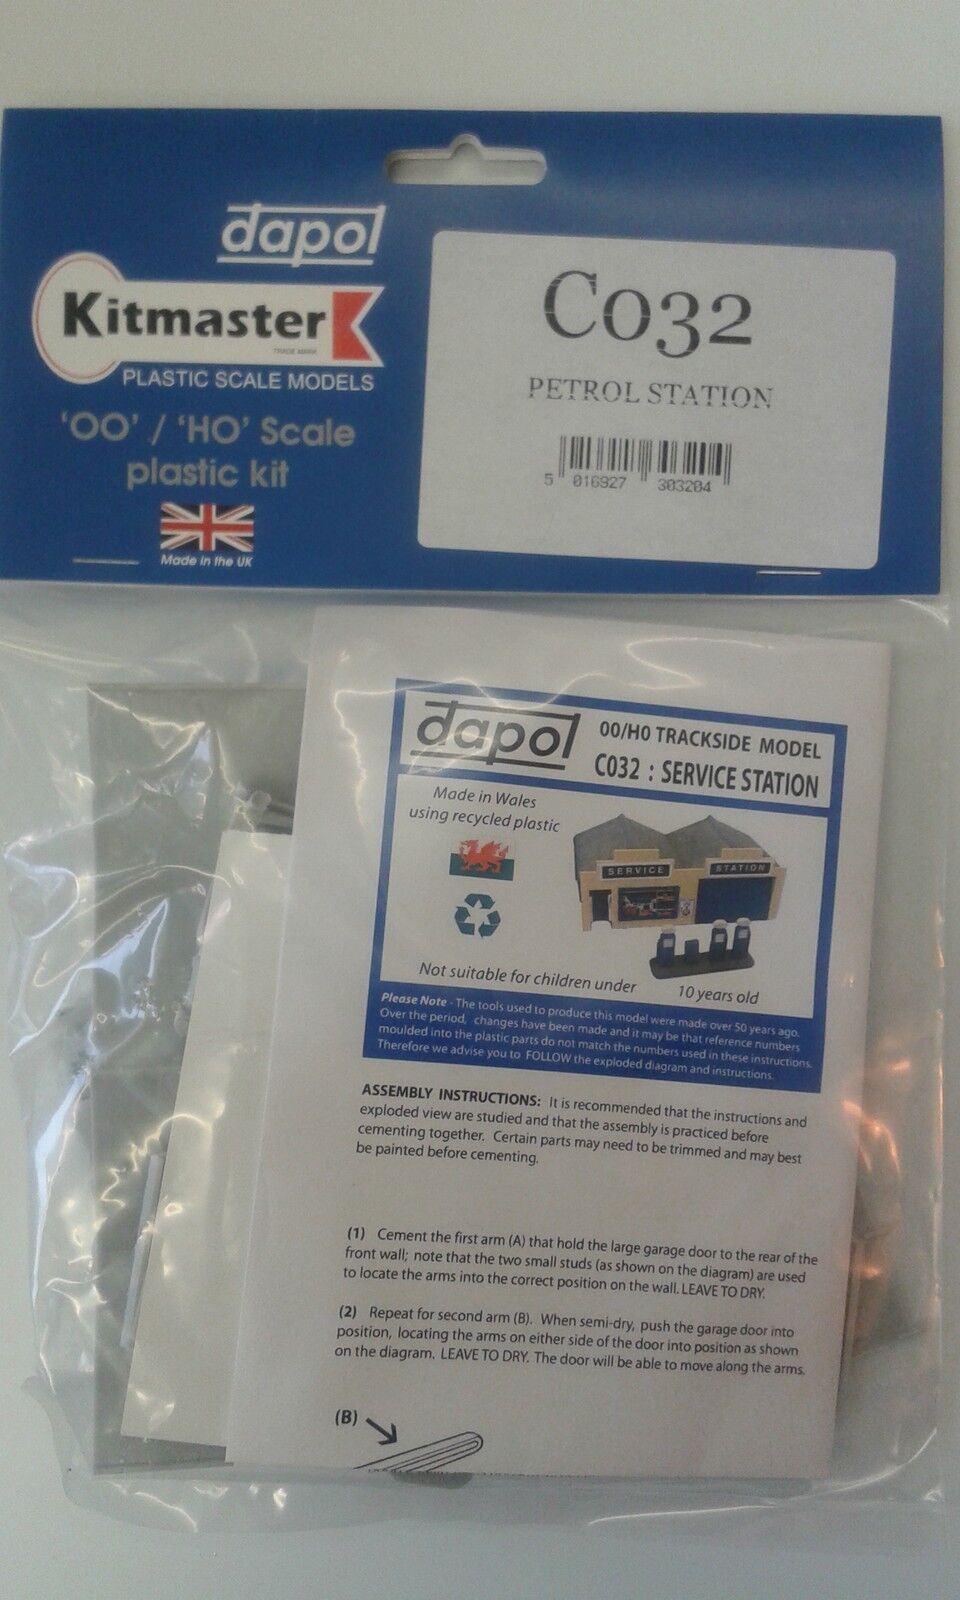 dapol
Kitmaster
TRADE MARK
PLASTIC SCALE MODELS
'OO' / 'HO' Scale
plastic kit
Made in the UK
C032
PETROL STATION
5 016927 303204
dapol
00/H0 TRACKSIDE MODEL
C032 : SERVICE STATION
Made in Wales
using recycled plastic
SERVICE
STATION
Not suitable for children under 10 years old
Please Note - The tools used to produce this model were made over 50 years ago.
Over the period, changes have been made and it may be that reference numbers
moulded into the plastic parts do not match the numbers used in these instructions.
Therefore we advise you to FOLLOW the exploded diagram and instructions.
ASSEMBLY INSTRUCTIONS: It is recommended that the instructions and
exploded view are studied and that the assembly is practiced before
cementing together. Certain parts may need to be trimmed and may best
be painted before cementing.
(1) Cement the first arm (A) that hold the large garage door to the rear of the
front wall; note that the two small studs (as shown on the diagram) are used
to locate the arms into the correct position on the wall. LEAVE TO DRY.
(2) Repeat for second arm (B). When semi-dry, push the garage door into
position, locating the arms on either side of the door into position as shown
on the diagram. LEAVE TO DRY. The door will be able to move along the arms.
(B)